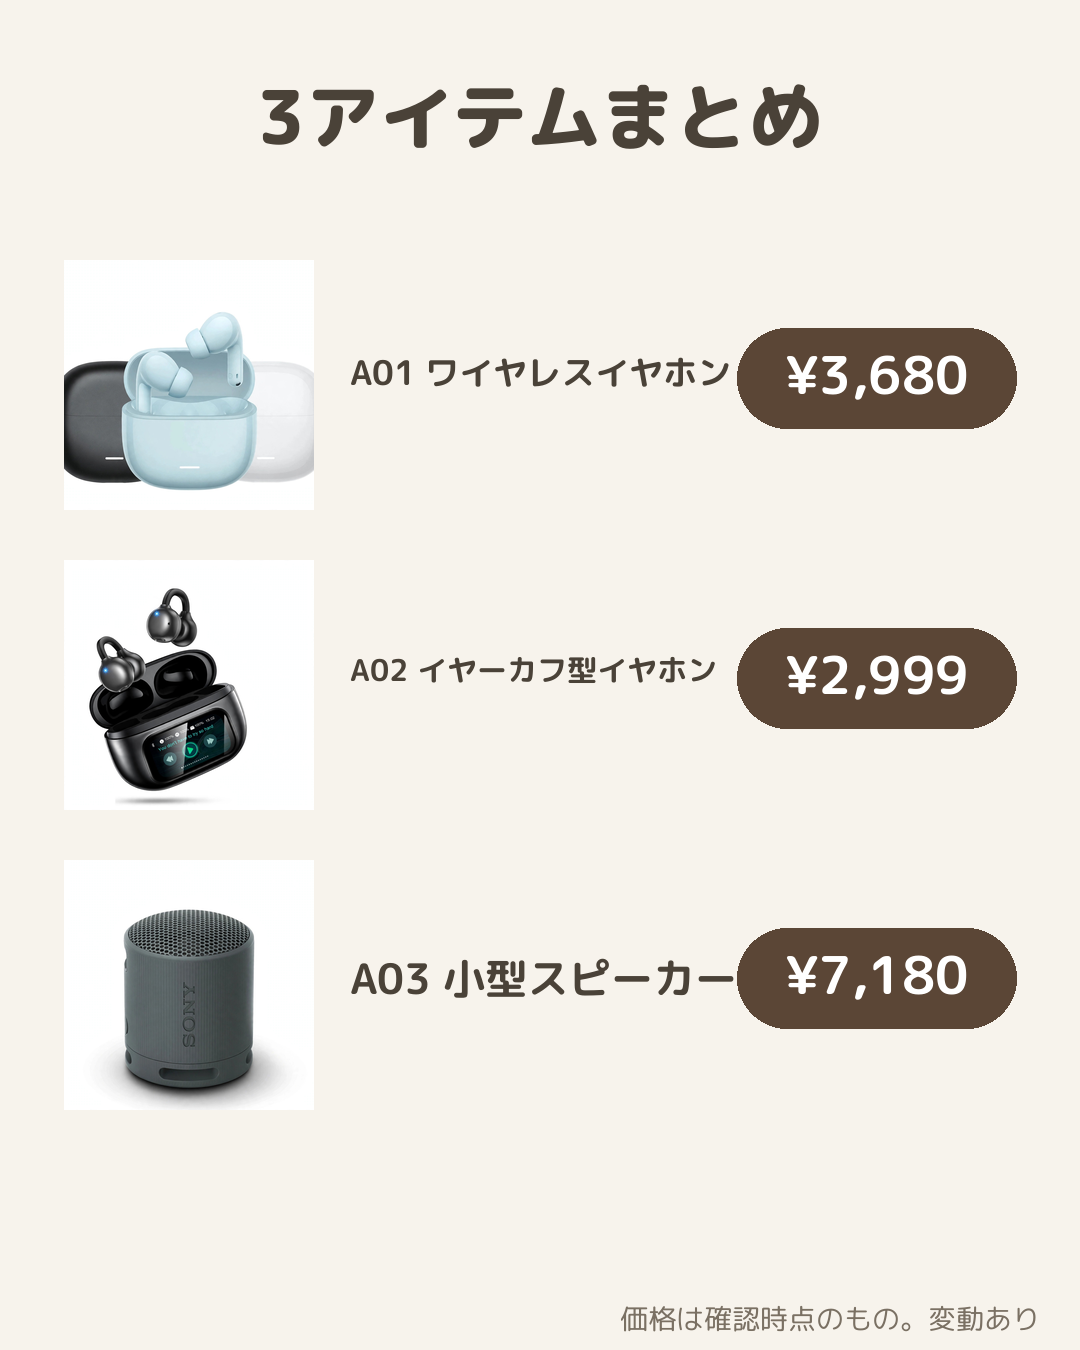 3アイテムまとめ
A01 ワイヤレスイヤホン ¥3,680
A02 イヤーカフ型イヤホン ¥2,999
A03 小型スピーカー ¥7,180
SONY
価格は確認時点のもの。変動あり